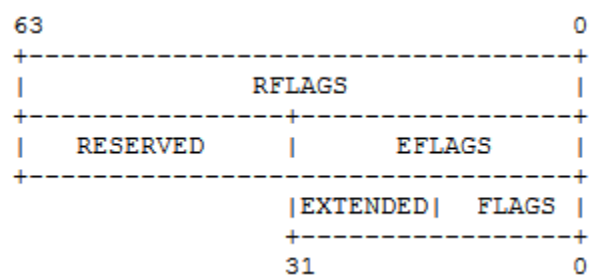 63                                 0
+----------------------------------+
|              RFLAGS              |
+----------------+-----------------+
|   RESERVED     |      EFLAGS     |
+----------------------------------+
                 |EXTENDED|  FLAGS |
                 +-----------------+
                 31                0